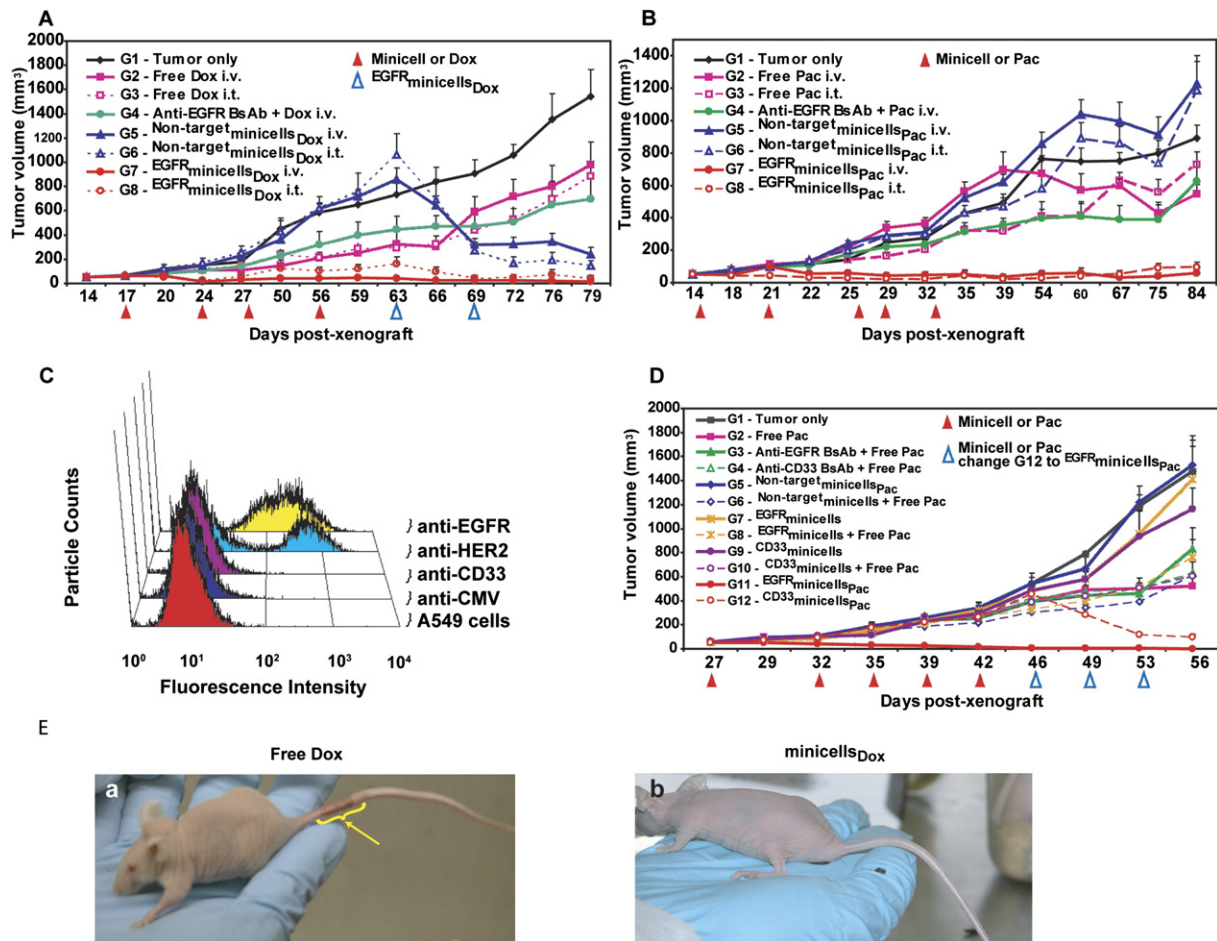 A
Tumor volume (mm³)
2000
1800
1600
1400
1200
1000
800
600
400
200
0
G1 - Tumor only
G2 - Free Dox i.v.
G3 - Free Dox i.t.
G4 - Anti-EGFR BsAb + Dox i.v.
G5 - Non-target minicells Dox i.v.
G6 - Non-target minicells Dox i.t.
G7 - EGFR minicells Dox i.v.
G8 - EGFR minicells Dox i.t.
Minicell or Dox
EGFR minicells Dox
14 17 20 24 27 50 56 59 63 66 69 72 76 79
Days post-xenograft
B
Tumor volume (mm³)
1400
1200
1000
800
600
400
200
0
G1 - Tumor only
G2 - Free Pac i.v.
G3 - Free Pac i.t.
G4 - Anti-EGFR BsAb + Pac i.v.
G5 - Non-target minicells Pac i.v.
G6 - Non-target minicells Pac i.t.
G7 - EGFR minicells Pac i.v.
G8 - EGFR minicells Pac i.t.
Minicell or Pac
14 18 21 22 25 29 32 35 39 54 60 67 75 84
Days post-xenograft
C
Particle Counts
} anti-EGFR
} anti-HER2
} anti-CD33
} anti-CMV
} A549 cells
10⁰ 10¹ 10² 10³ 10⁴
Fluorescence Intensity
D
Tumor volume (mm³)
2000
1800
1600
1400
1200
1000
800
600
400
200
0
G1 - Tumor only
G2 - Free Pac
G3 - Anti-EGFR BsAb + Free Pac
G4 - Anti-CD33 BsAb + Free Pac
G5 - Non-target minicells Pac
G6 - Non-target minicells + Free Pac
G7 - EGFR minicells
G8 - EGFR minicells + Free Pac
G9 - CD33 minicells
G10 - CD33 minicells + Free Pac
G11 - EGFR minicells Pac
G12 - CD33 minicells Pac
Minicell or Pac
Minicell or Pac
change G12 to EGFR minicells Pac
27 29 32 35 39 42 46 49 53 56
Days post-xenograft
E
Free Dox
a
minicells Dox
b